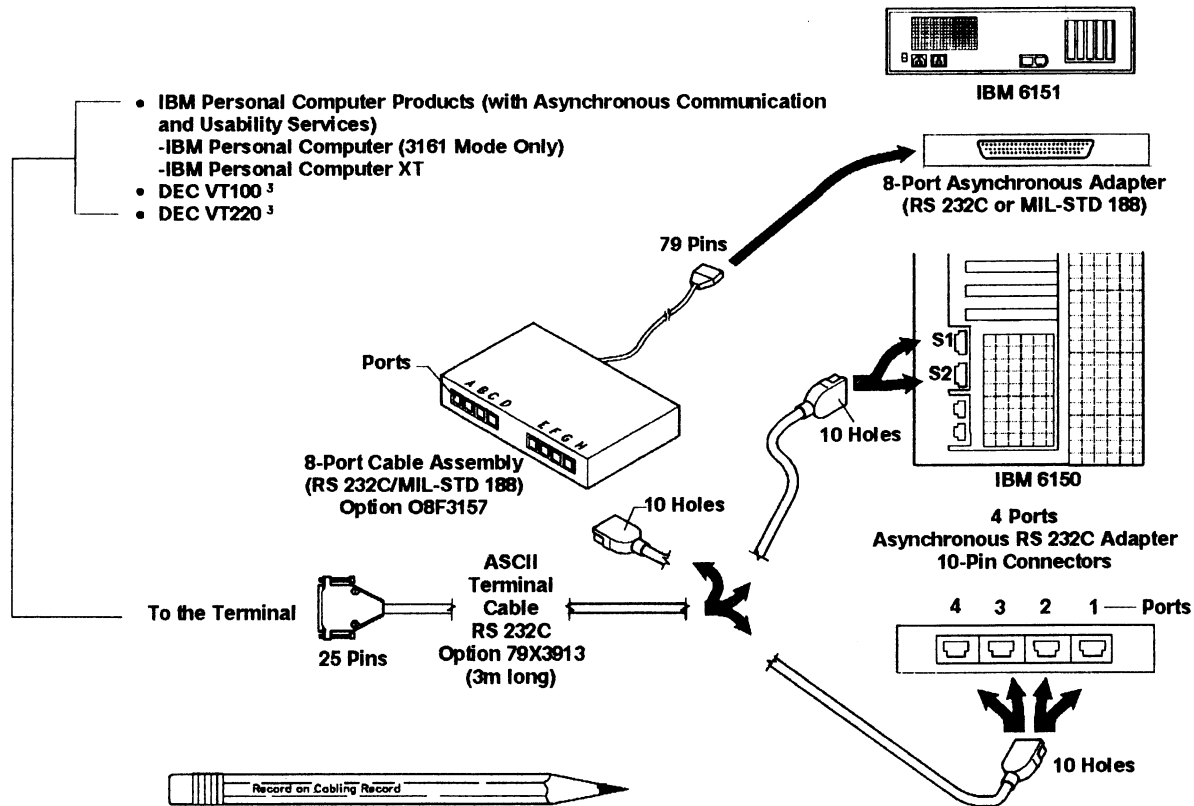 IBM 6151
• IBM Personal Computer Products (with Asynchronous Communication
and Usability Services)
-IBM Personal Computer (3161 Mode Only)
-IBM Personal Computer XT
• DEC VT100 ³
• DEC VT220 ³
8-Port Asynchronous Adapter
(RS 232C or MIL-STD 188)
79 Pins
Ports
A B C D
E F G H
8-Port Cable Assembly
(RS 232C/MIL-STD 188)
Option O8F3157
S1
S2
10 Holes
IBM 6150
10 Holes
4 Ports
Asynchronous RS 232C Adapter
10-Pin Connectors
4 3 2 1 Ports
To the Terminal
25 Pins
ASCII
Terminal
Cable
RS 232C
Option 79X3913
(3m long)
10 Holes
Record on Cabling Record